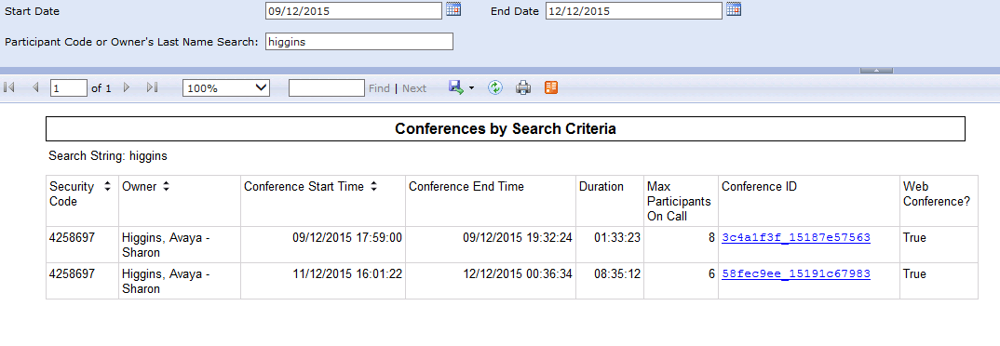 Start Date 09/12/2015 End Date 12/12/2015
Participant Code or Owner's Last Name Search: higgins
1 of 1 100% Find | Next
Conferences by Search Criteria
Search String: higgins
Security Code Owner Conference Start Time Conference End Time Duration Max Participants On Call Conference ID Web Conference?
4258697 Higgins, Avaya - Sharon 09/12/2015 17:59:00 09/12/2015 19:32:24 01:33:23 8 3c4a1f3f_15187e57563 True
4258697 Higgins, Avaya - Sharon 11/12/2015 16:01:22 12/12/2015 00:36:34 08:35:12 6 58fec9ee_15191c67983 True